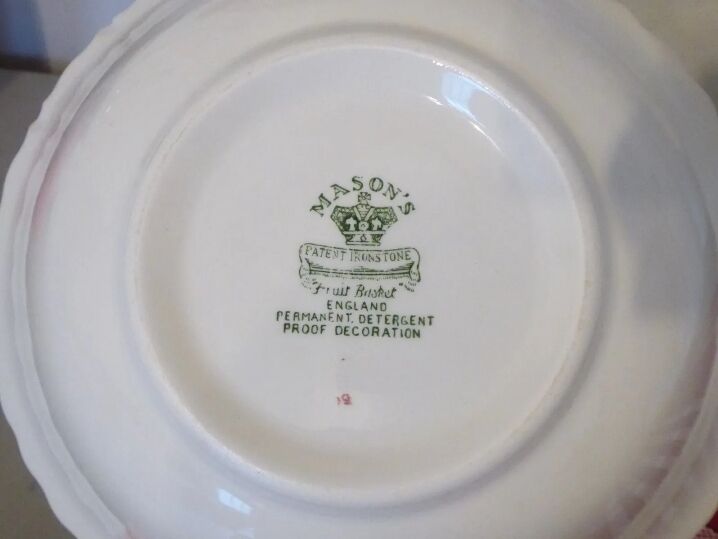 MASON'S
PATENT IRONSTONE
"Fruit Basket"
ENGLAND
PERMANENT. DETERGENT
PROOF DECORATION